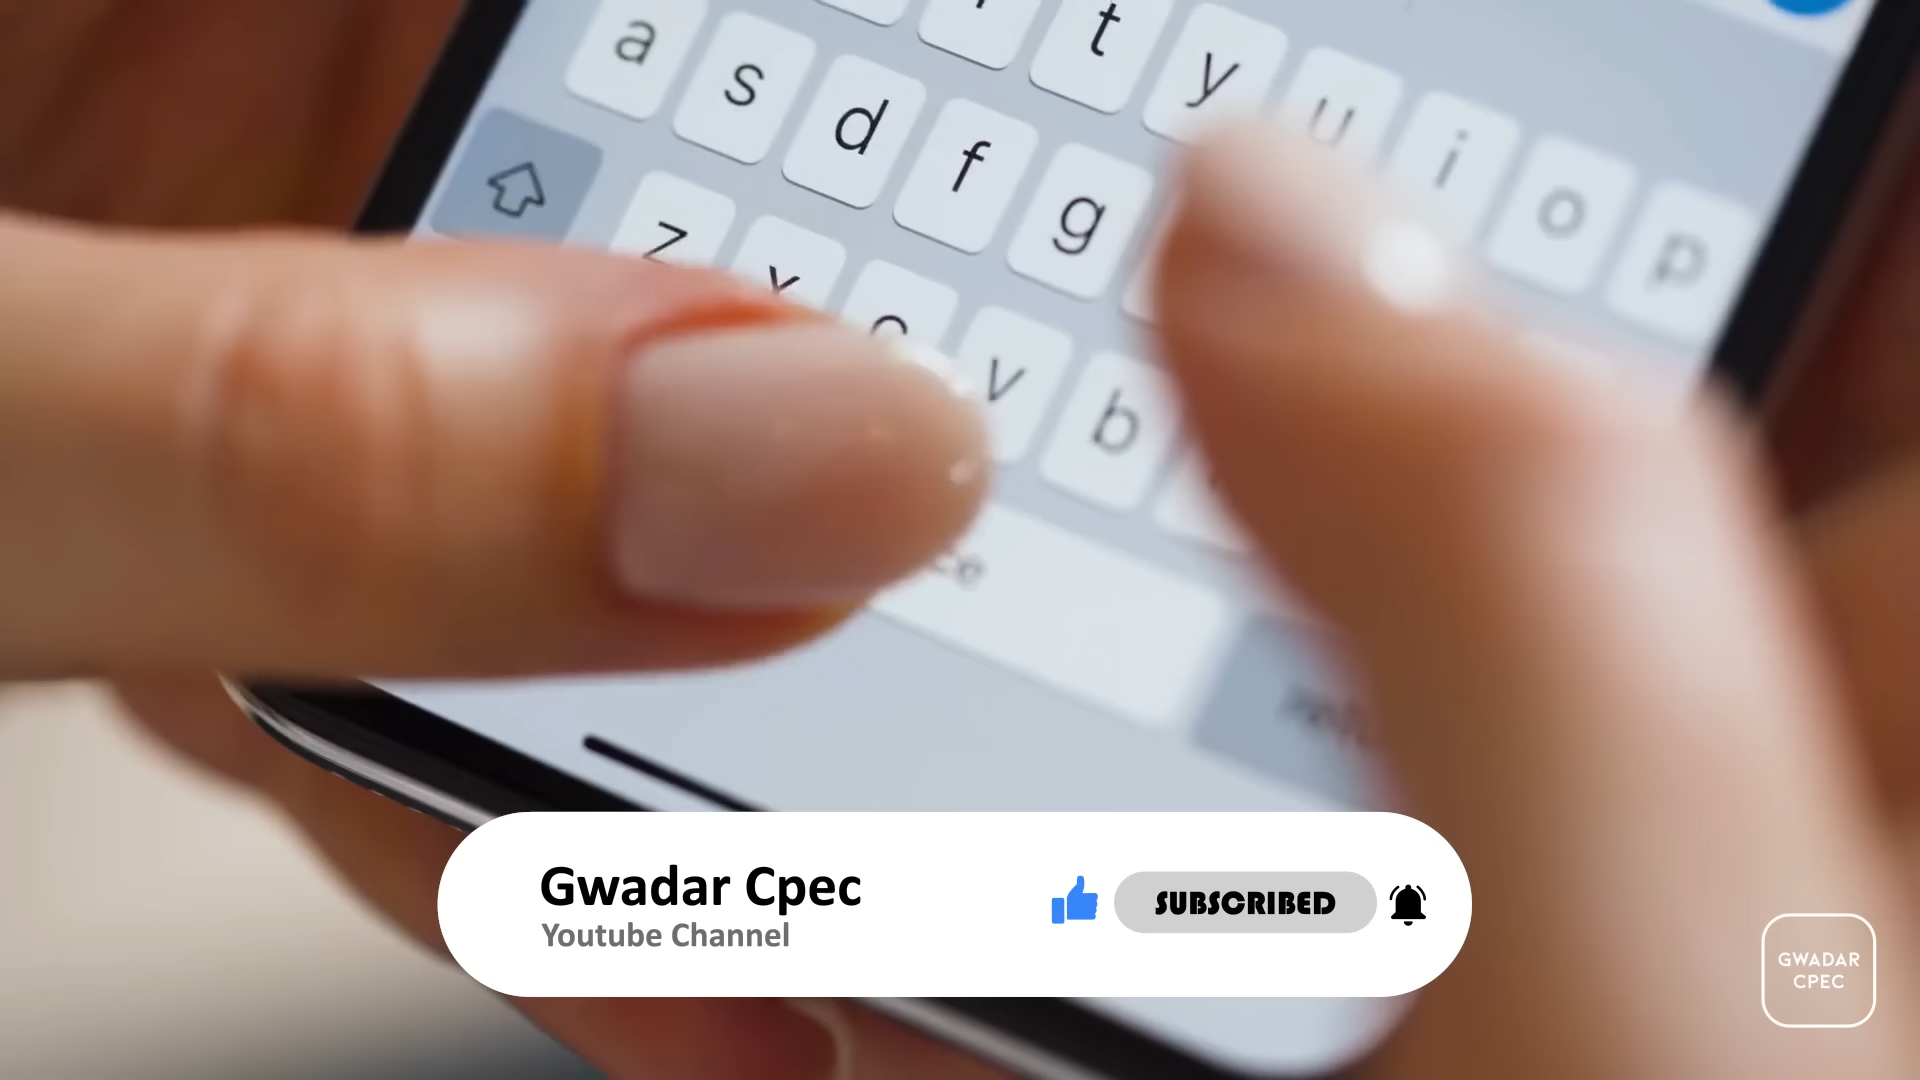 t y u i o p
a s d f g
z x c v b
Gwadar Cpec
Youtube Channel
SUBSCRIBED
GWADAR
CPEC